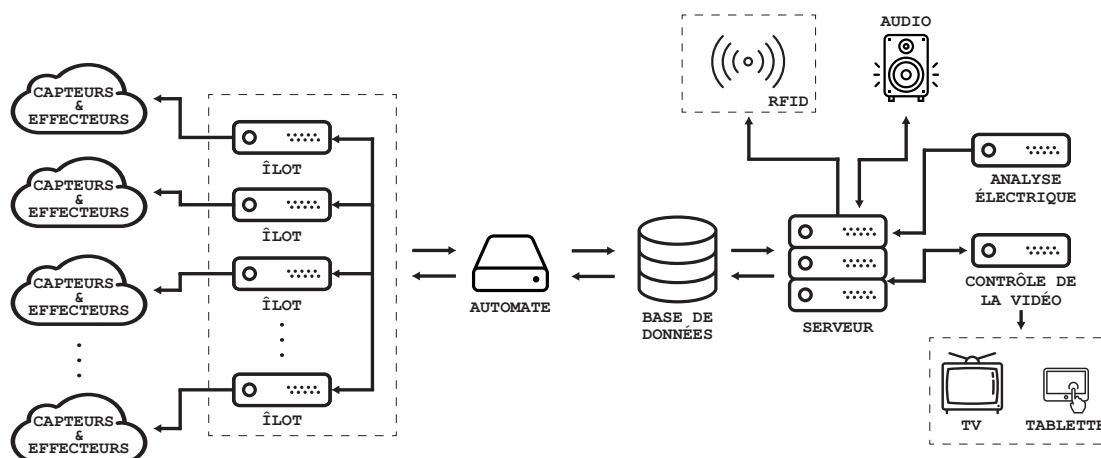 CAPTEURS
&
EFFECTEURS
ÎLOT
CAPTEURS
&
EFFECTEURS
ÎLOT
CAPTEURS
&
EFFECTEURS
ÎLOT
CAPTEURS
&
EFFECTEURS
ÎLOT
AUTOMATE
BASE DE
DONNÉES
SERVEUR
RFID
AUDIO
ANALYSE
ÉLECTRIQUE
CONTRÔLE DE
LA VIDÉO
TV
TABLETTE